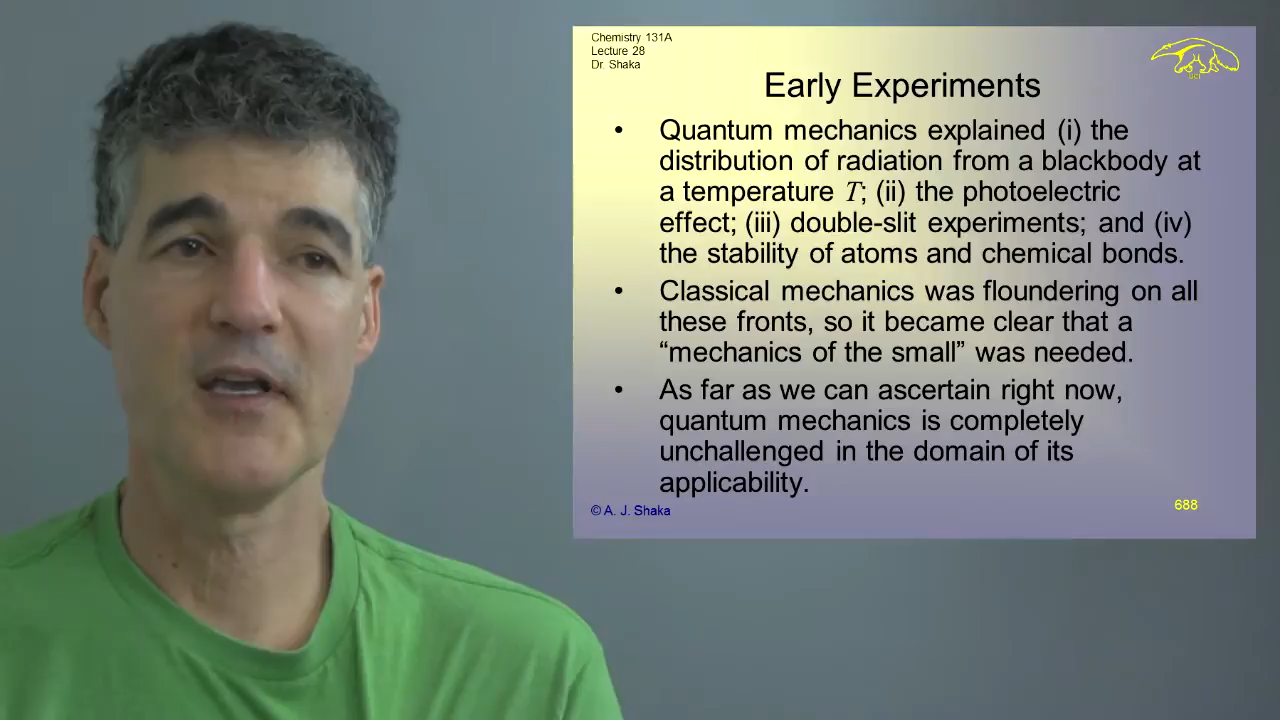 Chemistry 131A
Lecture 28
Dr. Shaka
UCI
Early Experiments
• Quantum mechanics explained (i) the
distribution of radiation from a blackbody at
a temperature T; (ii) the photoelectric
effect; (iii) double-slit experiments; and (iv)
the stability of atoms and chemical bonds.
• Classical mechanics was floundering on all
these fronts, so it became clear that a
“mechanics of the small” was needed.
• As far as we can ascertain right now,
quantum mechanics is completely
unchallenged in the domain of its
applicability.
© A. J. Shaka
688